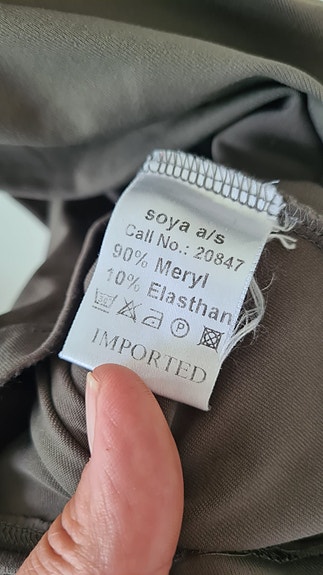 soya a/s
Call No.: 20847
90% Meryl
10% Elasthan
P
IMPORTED